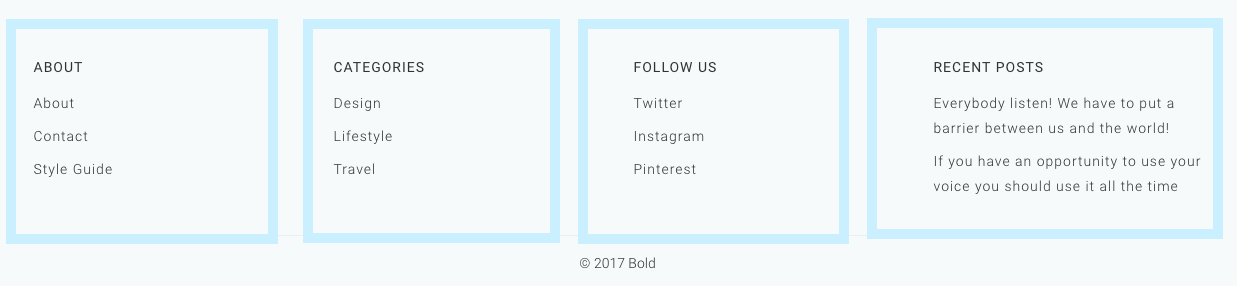 ABOUT
About
Contact
Style Guide
CATEGORIES
Design
Lifestyle
Travel
FOLLOW US
Twitter
Instagram
Pinterest
RECENT POSTS
Everybody listen! We have to put a
barrier between us and the world!
If you have an opportunity to use your
voice you should use it all the time
© 2017 Bold